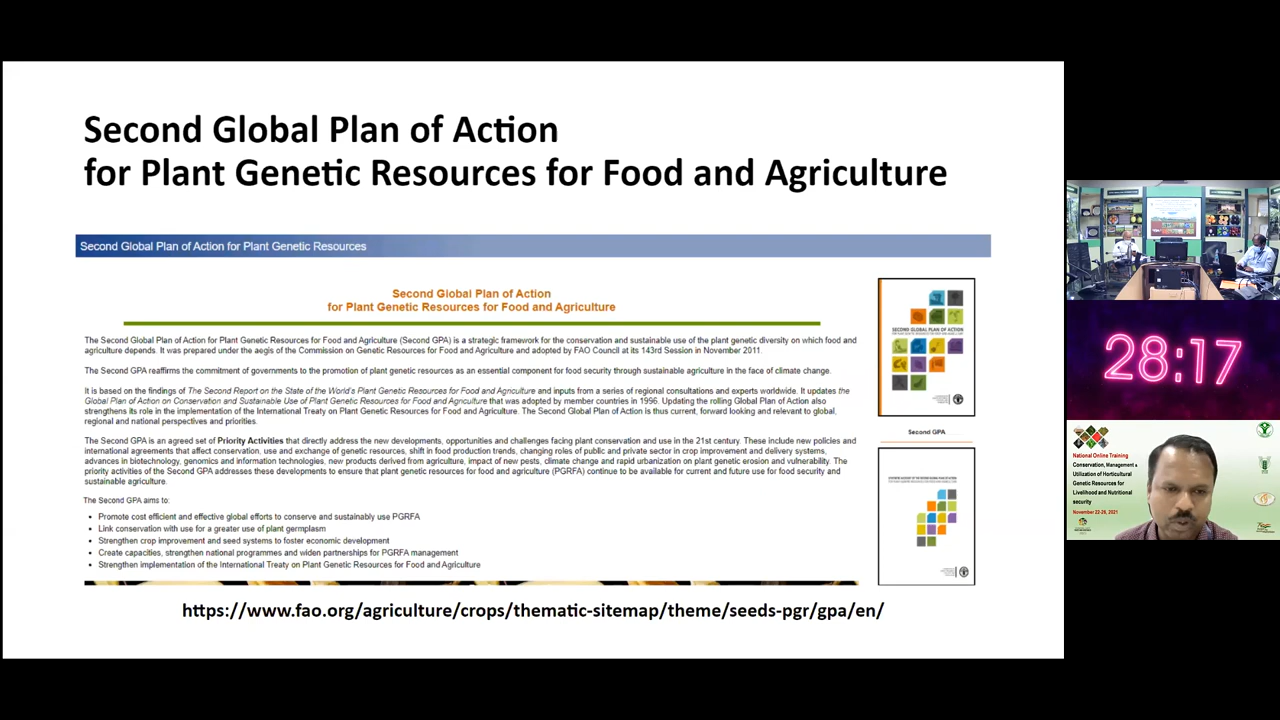 Second Global Plan of Action
for Plant Genetic Resources for Food and Agriculture
Second Global Plan of Action for Plant Genetic Resources
Second Global Plan of Action
for Plant Genetic Resources for Food and Agriculture
The Second Global Plan of Action for Plant Genetic Resources for Food and Agriculture (Second GPA) is a strategic framework for the conservation and sustainable use of the plant genetic diversity on which food and
agriculture depends. It was prepared under the aegis of the Commission on Genetic Resources for Food and Agriculture and adopted by FAO Council at its 143rd Session in November 2011.
The Second GPA reaffirms the commitment of governments to the promotion of plant genetic resources as an essential component for food security through sustainable agriculture in the face of climate change.
It is based on the findings of The Second Report on the State of the World's Plant Genetic Resources for Food and Agriculture and inputs from a series of regional consultations and experts worldwide. It updates the
Global Plan of Action on Conservation and Sustainable Use of Plant Genetic Resources for Food and Agriculture that was adopted by member countries in 1996. Updating the rolling Global Plan of Action also
strengthens its role in the implementation of the International Treaty on Plant Genetic Resources for Food and Agriculture. The Second Global Plan of Action is thus current, forward looking and relevant to global,
regional and national perspectives and priorities.
The Second GPA is an agreed set of Priority Activities that directly address the new developments, opportunities and challenges facing plant conservation and use in the 21st century. These include new policies and
international agreements that affect conservation, use and exchange of genetic resources, shift in food production trends, changing roles of public and private sector in crop improvement and delivery systems,
advances in biotechnology, genomics and information technologies, new products derived from agriculture, impact of new pests, climate change and rapid urbanization on plant genetic erosion and vulnerability. The
priority activities of the Second GPA addresses these developments to ensure that plant genetic resources for food and agriculture (PGRFA) continue to be available for current and future use for food security and
sustainable agriculture.
The Second GPA aims to:
• Promote cost efficient and effective global efforts to conserve and sustainably use PGRFA
• Link conservation with use for a greater use of plant germplasm
• Strengthen crop improvement and seed systems to foster economic development
• Create capacities, strengthen national programmes and widen partnerships for PGRFA management
• Strengthen implementation of the International Treaty on Plant Genetic Resources for Food and Agriculture
SECOND GLOBAL PLAN OF ACTION
Second GPA
https://www.fao.org/agriculture/crops/thematic-sitemap/theme/seeds-pgr/gpa/en/
28:17
National Online Training
Conservation, Management &
Utilization of Horticultural
Genetic Resources for
Livelihood and Nutritional
security
November 22-26, 2021